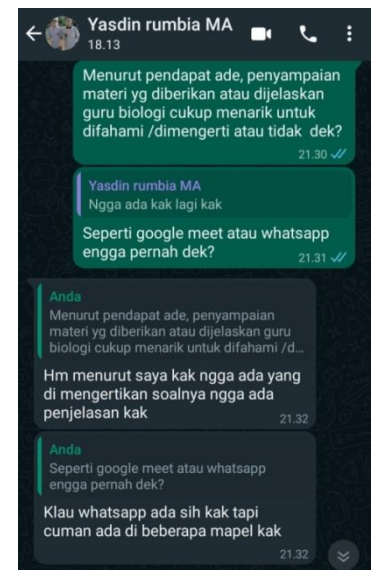 Yasdin rumbia MA
18.13
Menurut pendapat ade, penyampaian
materi yg diberikan atau dijelaskan
guru biologi cukup menarik untuk
difahami /dimengerti atau tidak dek?
21.30
Yasdin rumbia MA
Ngga ada kak lagi kak
Seperti google meet atau whatsapp
engga pernah dek?
21.31
Anda
Menurut pendapat ade, penyampaian
materi yg diberikan atau dijelaskan guru
biologi cukup menarik untuk difahami /d...
Hm menurut saya kak ngga ada yang
di mengertikan soalnya ngga ada
penjelasan kak
21.32
Anda
Seperti google meet atau whatsapp
engga pernah dek?
Klau whatsapp ada sih kak tapi
cuman ada di beberapa mapel kak
21.32